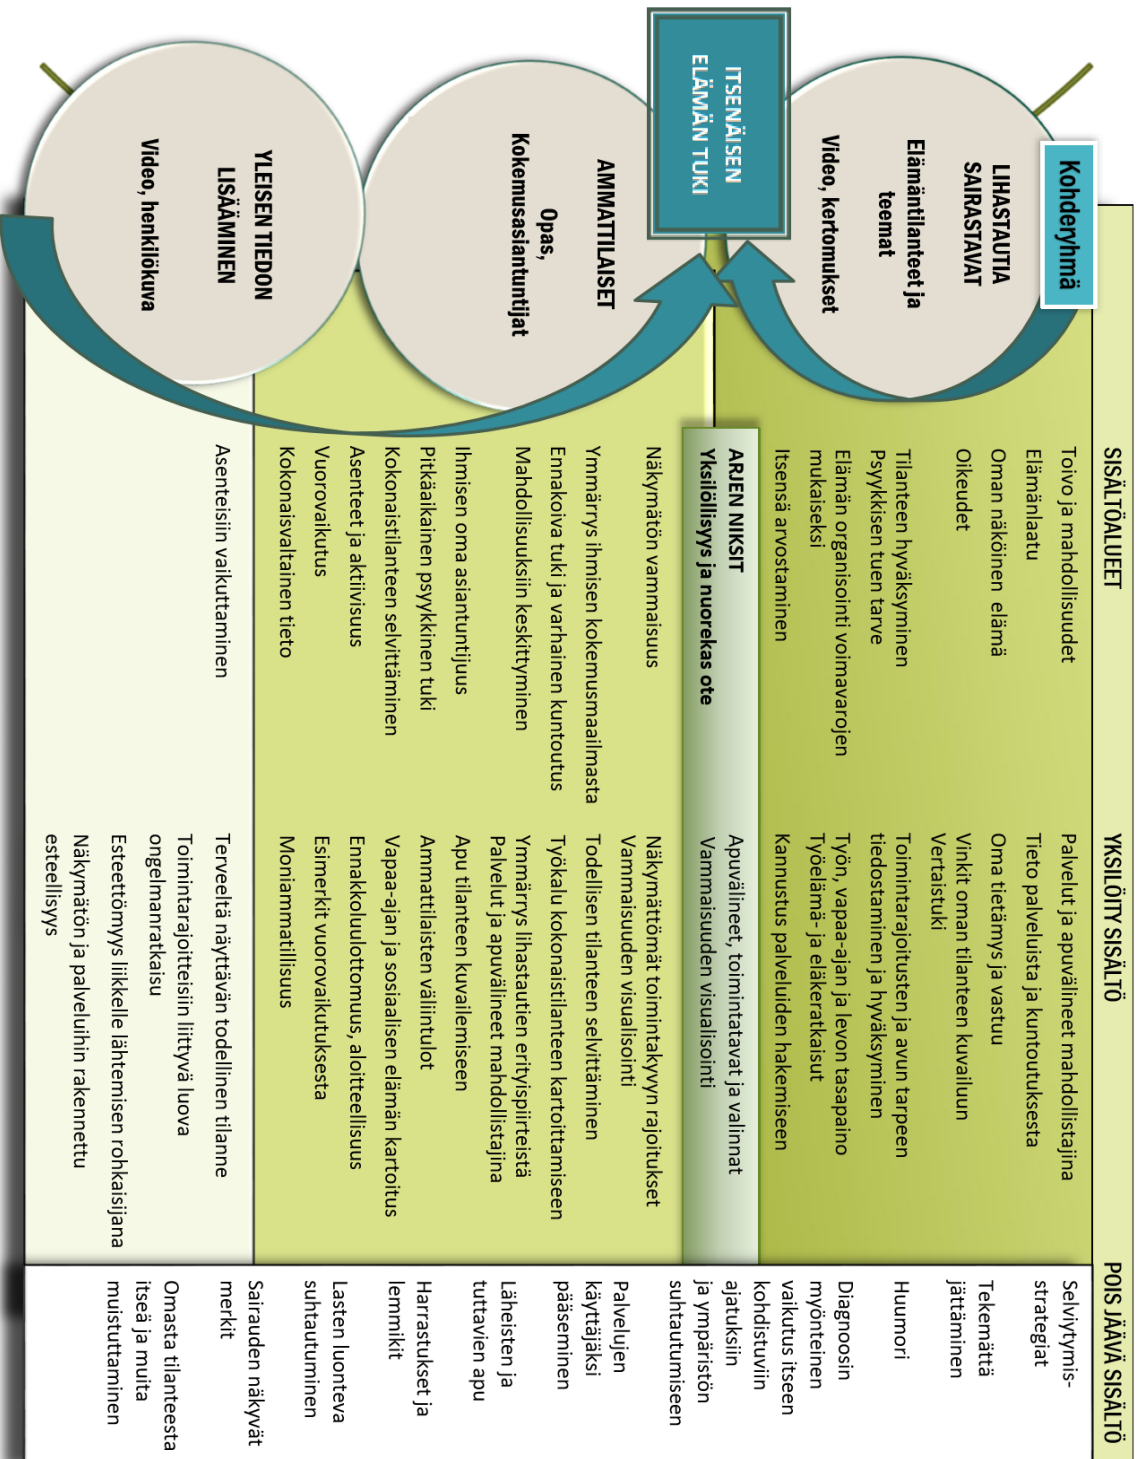 Kohderyhmä
SISÄLTÖALUEET
YKSILÖITY SISÄLTÖ
POIS JÄÄVÄ SISÄLTÖ
LIHASTAUTIA
SAIRASTAVAT
Elämäntilanteet ja
teemat
Video, kertomukset
Toivo ja mahdollisuudet
Elämänlaatu
Oman näköinen elämä
Oikeudet
Tilanteen hyväksyminen
Psyykkisen tuen tarve
Elämän organisointi voimavarojen
mukaiseksi
Itsensä arvostaminen
Palvelut ja apuvälineet mahdollistajina
Tieto palveluista ja kuntoutuksesta
Oma tietämys ja vastuu
Vinkit oman tilanteen kuvailuun
Vertaistuki
Toimintarajoitusten ja avun tarpeen
tiedostaminen ja hyväksyminen
Työn, vapaa-ajan ja levon tasapaino
Työelämä- ja eläkeratkaisut
Kannustus palveluiden hakemiseen
ITSENÄISEN
ELÄMÄN TUKI
ARJEN NIKSIT
Yksilöllisyys ja nuorekas ote
Apuvälineet, toimintatavat ja valinnat
Vammaisuuden visualisointi
AMMATTILAISET
Opas,
Kokemusasiantuntijat
Näkymätön vammaisuus
Ymmärrys ihmisen kokemusmaailmasta
Ennakoiva tuki ja varhainen kuntoutus
Mahdollisuuksiin keskittyminen
Ihmisen oma asiantuntijuus
Pitkäaikainen psyykkinen tuki
Kokonaistilanteen selvittäminen
Asenteet ja aktiivisuus
Vuorovaikutus
Kokonaisvaltainen tieto
Näkymättömät toimintakyvyn rajoitukset
Vammaisuuden visualisointi
Todellisen tilanteen selvittäminen
Työkalu kokonaistilanteen kartoittamiseen
Ymmärrys lihastautien erityispiirteistä
Palvelut ja apuvälineet mahdollistajina
Apu tilanteen kuvailemiseen
Ammattilaisten väliintulot
Vapaa-ajan ja sosiaalisen elämän kartoitus
Ennakkoluulottomuus, aloitteellisuus
Esimerkit vuorovaikutuksesta
Moniammatillisuus
YLEISEN TIEDON
LISÄÄMINEN
Video, henkilökuva
Asenteisiin vaikuttaminen
Terveeltä näyttävän todellinen tilanne
Toimintarajoitteisiin liittyvä luova
ongelmanratkaisu
Esteettömyys liikkelle lähtemisen rohkaisijana
Näkymätön ja palveluihin rakennettu
esteellisyys
Selviytymis-
strategiat
Tekemättä
jättäminen
Huumori
Diagnoosin
myönteinen
vaikutus itseen
kohdistuviin
ajatuksiin
ja ympäristön
suhtautumiseen
Palvelujen
käyttäjäksi
pääseminen
Läheisten ja
tuttavien apu
Harrastukset ja
lemmikit
Lasten luonteva
suhtautuminen
Sairauden näkyvät
merkit
Omasta tilanteesta
itseä ja muita
muistuttaminen